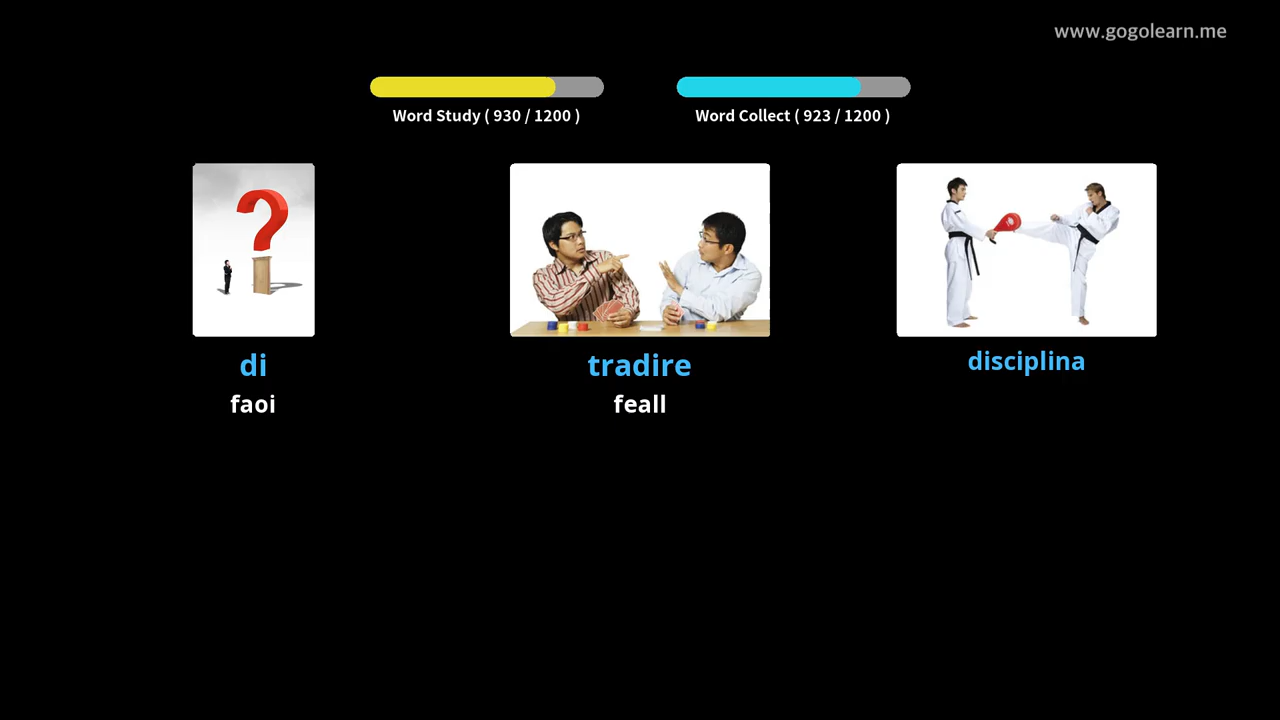 www.gogolearn.me
Word Study ( 930 / 1200 )
Word Collect ( 923 / 1200 )
di
tradire
disciplina
faoi
feall